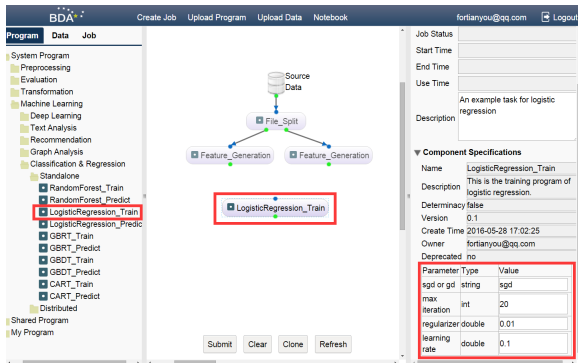 BDA
Create Job
Upload Program
Upload Data
Notebook
fortianyou@qq.com
Logout
Program
Data
Job
System Program
Preprocessing
Evaluation
Transformation
Machine Learning
Deep Learning
Text Analysis
Recommendation
Graph Analysis
Classification & Regression
Standalone
RandomForest_Train
RandomForest_Predict
LogisticRegression_Train
LogisticRegression_Predic
GBRT_Train
GBRT_Predict
GBDT_Train
GBDT_Predict
CART_Train
CART_Predict
Distributed
Shared Program
My Program
Source
Data
File_Split
Feature_Generation
Feature_Generation
LogisticRegression_Train
Submit
Clear
Clone
Refresh
Job Status
Start Time
End Time
Use Time
Description
An example task for logistic
regression
Component Specifications
Name
LogisticRegression_Train
Description
This is the training program of
logistic regression.
Determinacy
false
Version
0.1
Create Time
2016-05-28 17:02:25
Owner
fortianyou@qq.com
Deprecated
no
Parameter
Type
Value
sgd or gd
string
sgd
max
iteration
int
20
regularizer
double
0.01
learning
rate
double
0.1